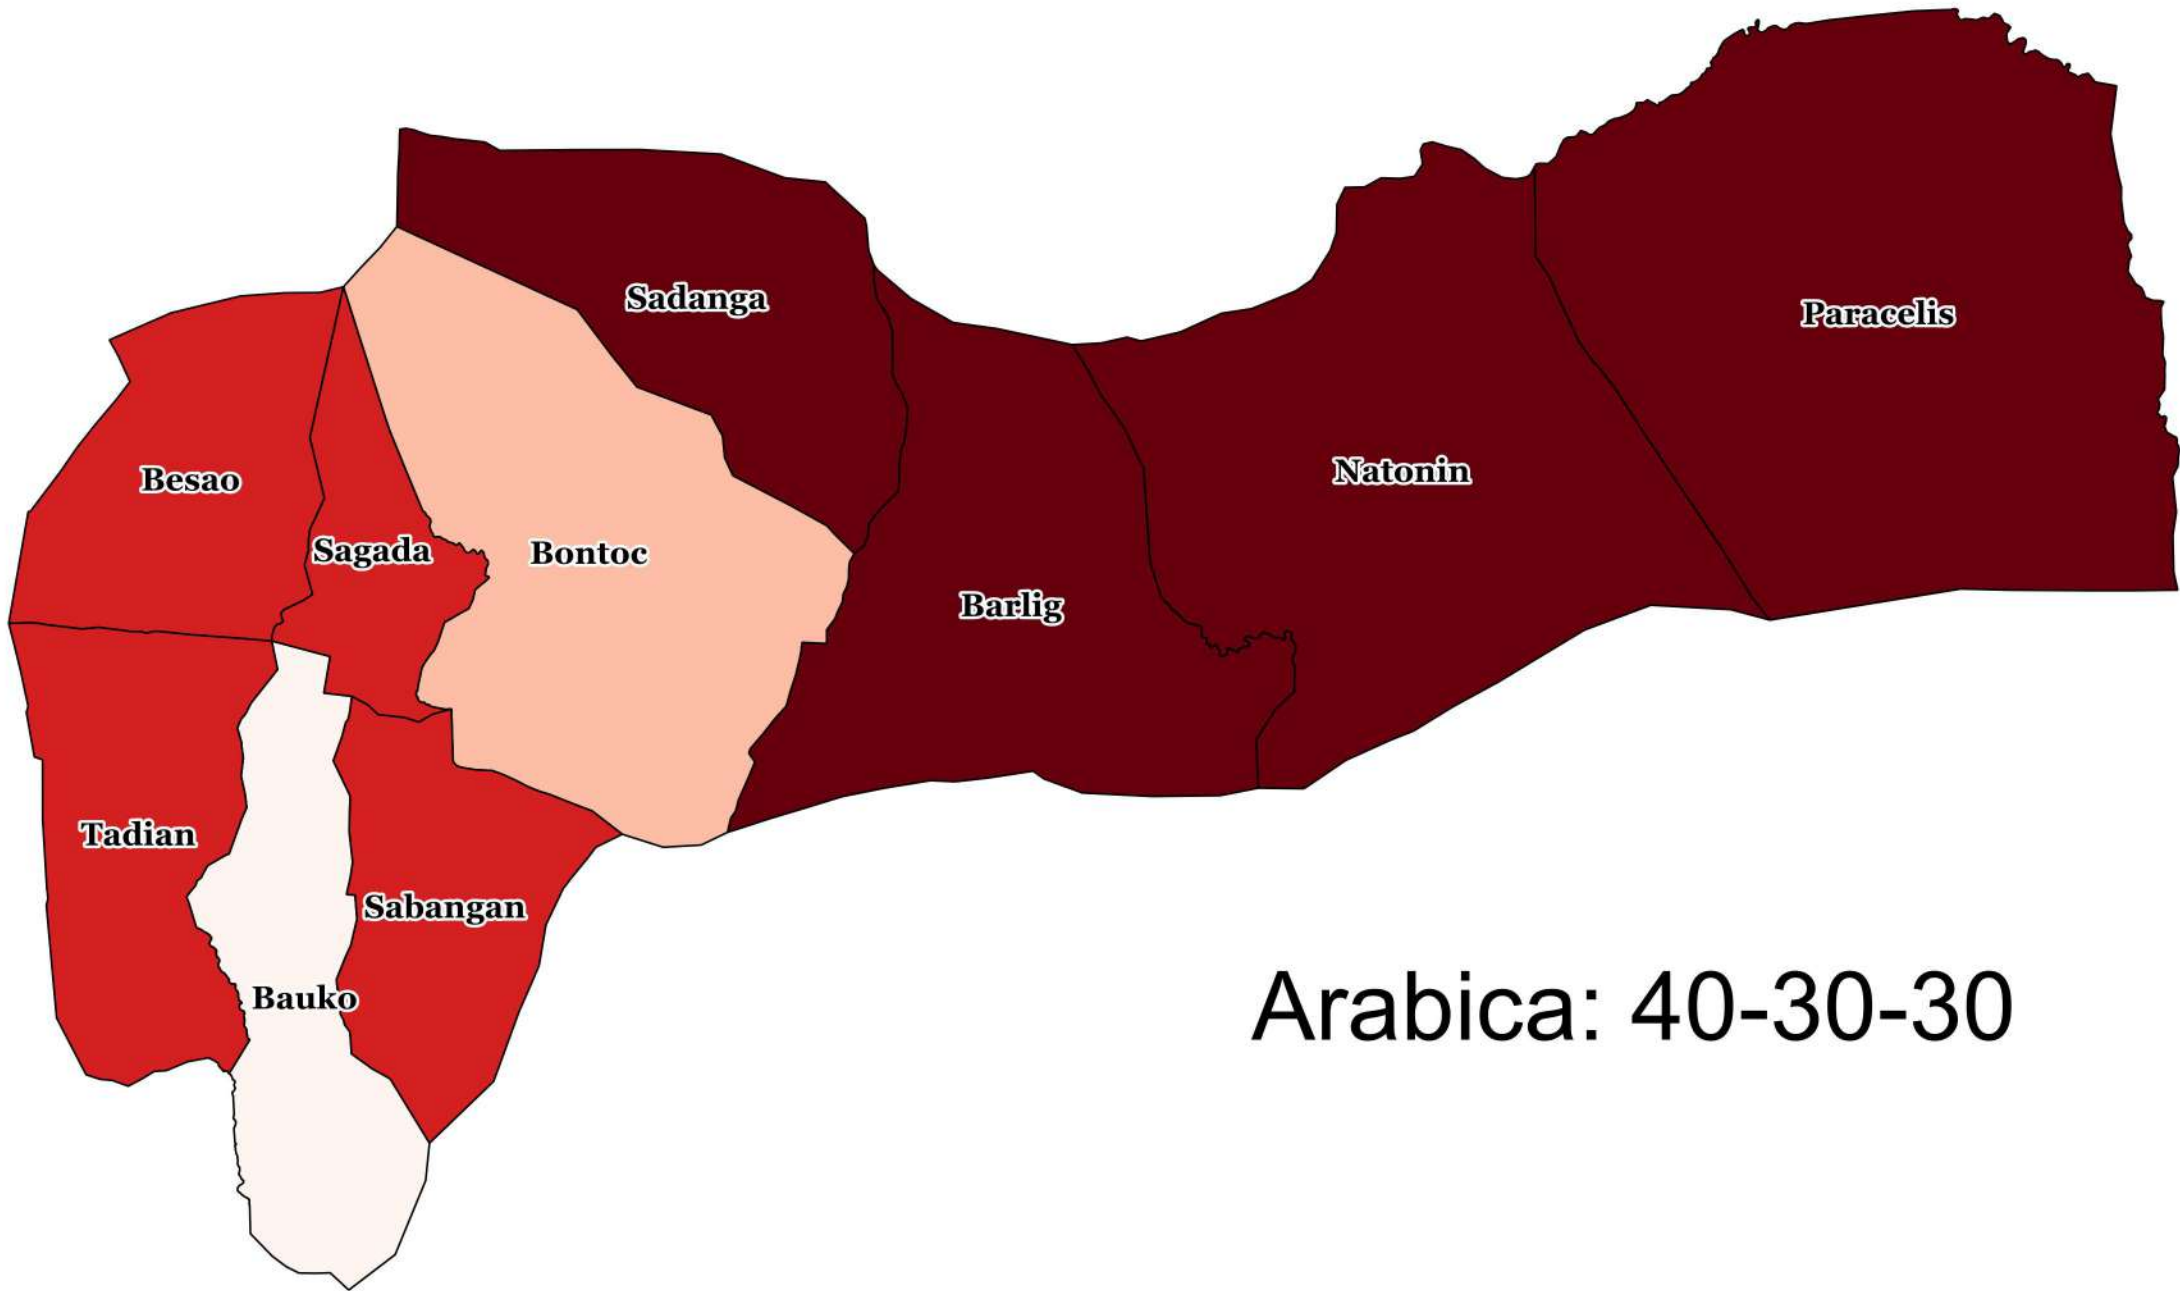 Sadanga
Paracelis
Natonin
Besao
Sagada
Bontoc
Barlig
Tadian
Sabangan
Bauko
Arabica: 40-30-30